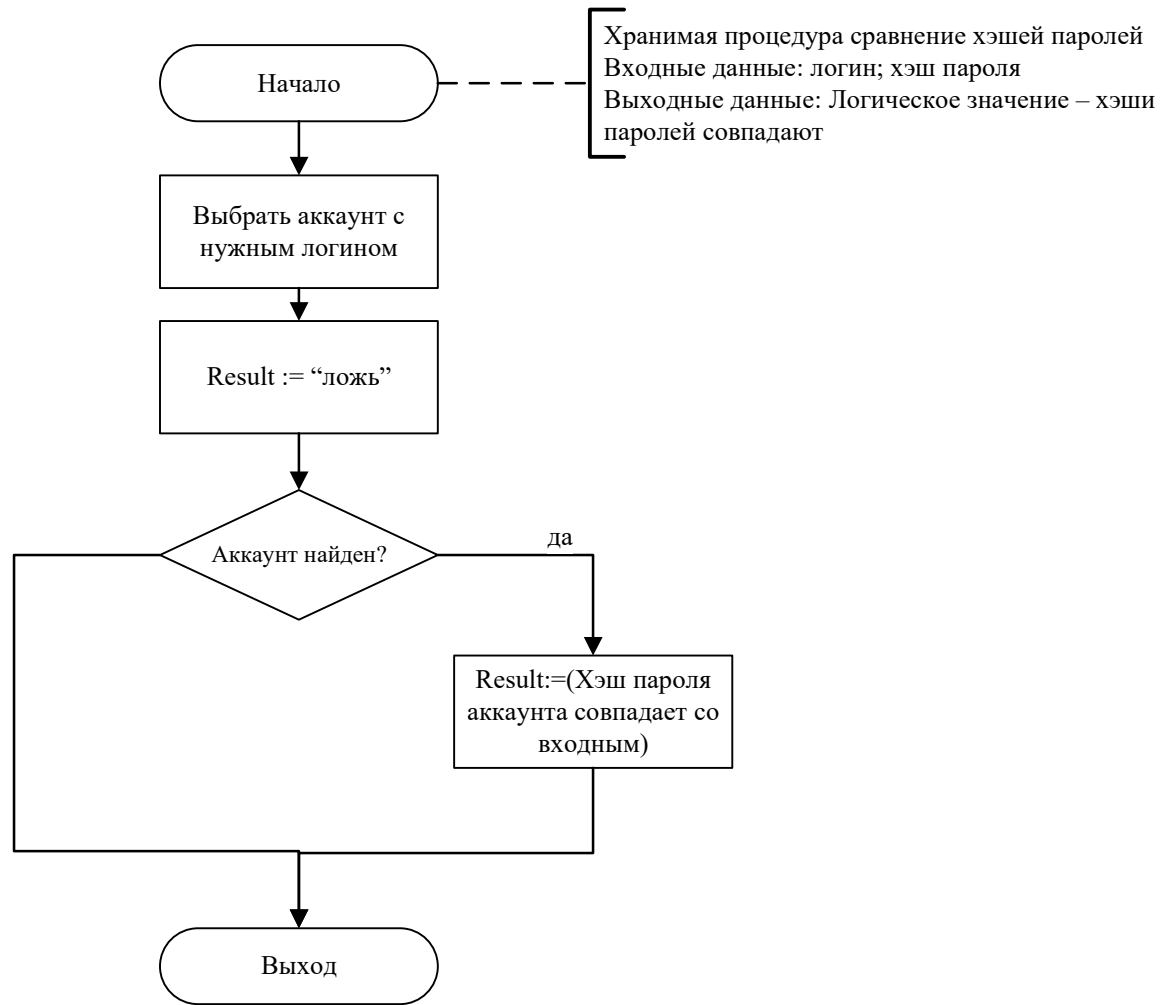 Начало
Хранимая процедура сравнение хэшей паролей
Входные данные: логин; хэш пароля
Выходные данные: Логическое значение – хэши
паролей совпадают
Выбрать аккаунт с
нужным логином
Result := “ложь”
Аккаунт найден?
да
Result:=(Хэш пароля
аккаунта совпадает со
входным)
Выход